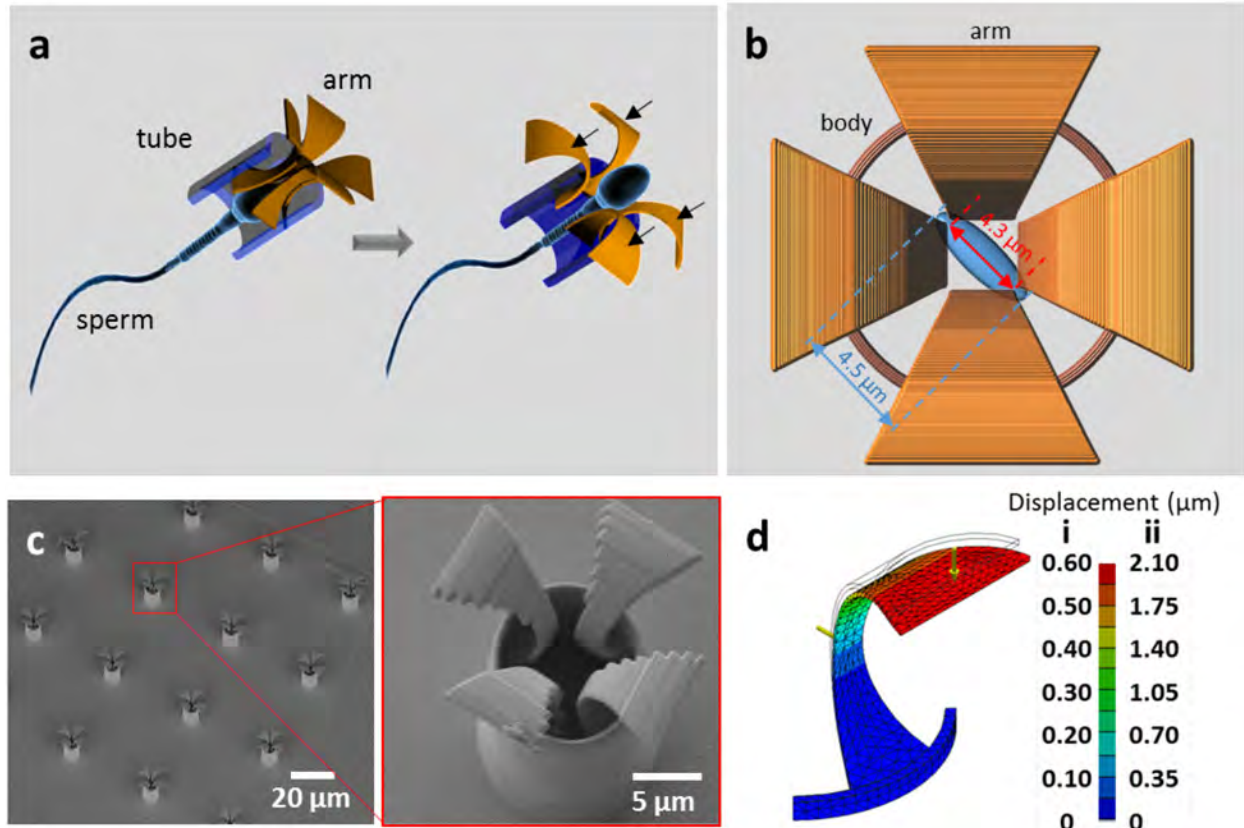 a
arm
tube
sperm
b
arm
body
4.3 µm
4.5 µm
c
20 µm
5 µm
d
Displacement (µm)
i ii
0.60 2.10
0.50 1.75
0.40 1.40
0.30 1.05
0.20 0.70
0.10 0.35
0 0